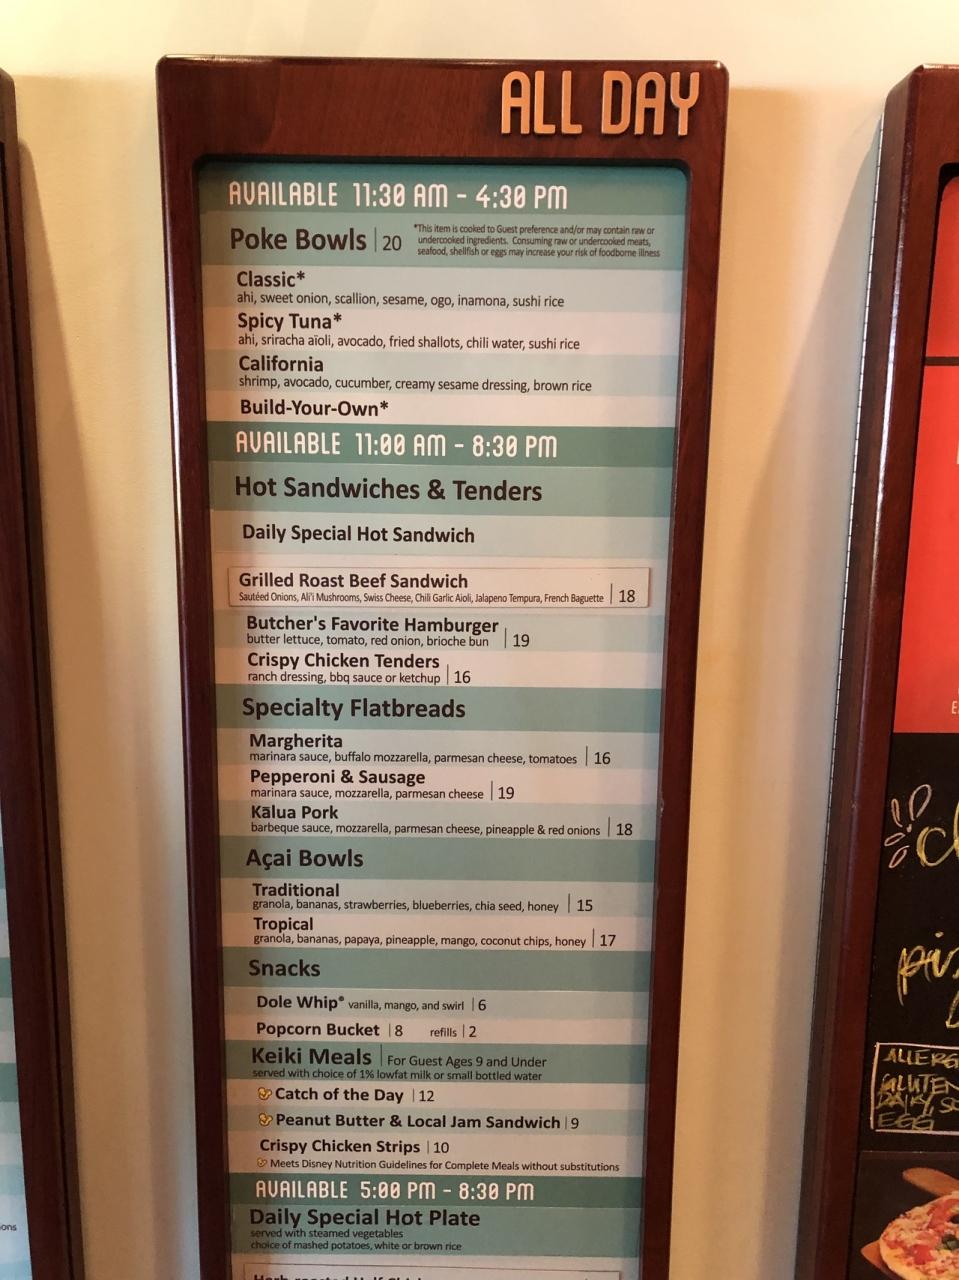 ALL DAY
AVAILABLE 11:30 AM - 4:30 PM
Poke Bowls | 20
*This item is cooked to Guest preference and/or may contain raw or
undercooked ingredients. Consuming raw or undercooked meats,
seafood, shellfish or eggs may increase your risk of foodborne illness
Classic*
ahi, sweet onion, scallion, sesame, ogo, inamona, sushi rice
Spicy Tuna*
ahi, sriracha aïoli, avocado, fried shallots, chili water, sushi rice
California
shrimp, avocado, cucumber, creamy sesame dressing, brown rice
Build-Your-Own*
AVAILABLE 11:00 AM - 8:30 PM
Hot Sandwiches & Tenders
Daily Special Hot Sandwich
Grilled Roast Beef Sandwich
Sautéed Onions, Ali'i Mushrooms, Swiss Cheese, Chili Garlic Aioli, Jalapeno Tempura, French Baguette | 18
Butcher's Favorite Hamburger
butter lettuce, tomato, red onion, brioche bun | 19
Crispy Chicken Tenders
ranch dressing, bbq sauce or ketchup | 16
Specialty Flatbreads
Margherita
marinara sauce, buffalo mozzarella, parmesan cheese, tomatoes | 16
Pepperoni & Sausage
marinara sauce, mozzarella, parmesan cheese | 19
Kālua Pork
barbeque sauce, mozzarella, parmesan cheese, pineapple & red onions | 18
Açai Bowls
Traditional
granola, bananas, strawberries, blueberries, chia seed, honey | 15
Tropical
granola, bananas, papaya, pineapple, mango, coconut chips, honey | 17
Snacks
Dole Whip® vanilla, mango, and swirl | 6
Popcorn Bucket | 8 refills | 2
Keiki Meals | For Guest Ages 9 and Under
served with choice of 1% lowfat milk or small bottled water
Catch of the Day | 12
Peanut Butter & Local Jam Sandwich | 9
Crispy Chicken Strips | 10
Meets Disney Nutrition Guidelines for Complete Meals without substitutions
AVAILABLE 5:00 PM - 8:30 PM
Daily Special Hot Plate
served with steamed vegetables
choice of mashed potatoes, white or brown rice
Herb-roasted Half
ions
ALLERG
GLUTEN
DAIRY, SO
EGG